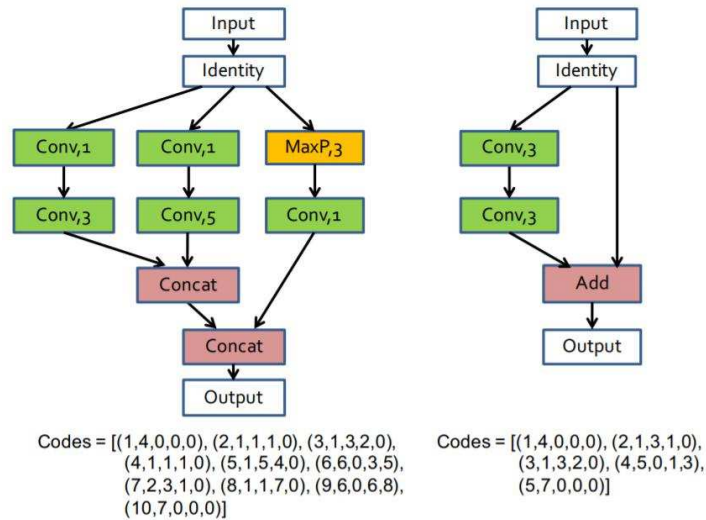 Input
Identity
Conv,1
Conv,1
MaxP,3
Conv,3
Conv,5
Conv,1
Concat
Concat
Output
Codes = [(1,4,0,0,0), (2,1,1,1,0), (3,1,3,2,0),
(4,1,1,1,0), (5,1,5,4,0), (6,6,0,3,5),
(7,2,3,1,0), (8,1,1,7,0), (9,6,0,6,8),
(10,7,0,0,0)]
Input
Identity
Conv,3
Conv,3
Add
Output
Codes = [(1,4,0,0,0), (2,1,3,1,0),
(3,1,3,2,0), (4,5,0,1,3),
(5,7,0,0,0)]